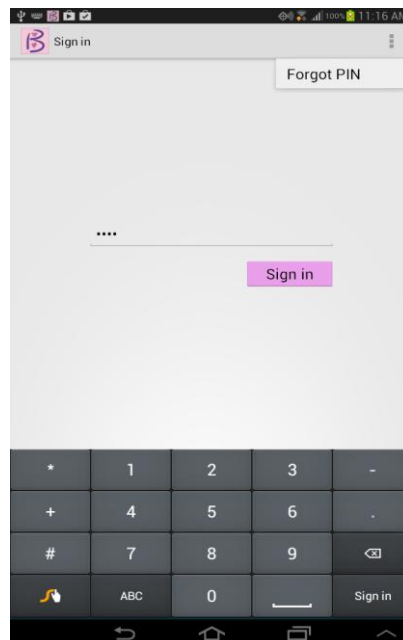 100% 11:16 AM
Sign in
Forgot PIN
••••
Sign in
* 1 2 3 -
+ 4 5 6 .
# 7 8 9
ABC 0 Sign in